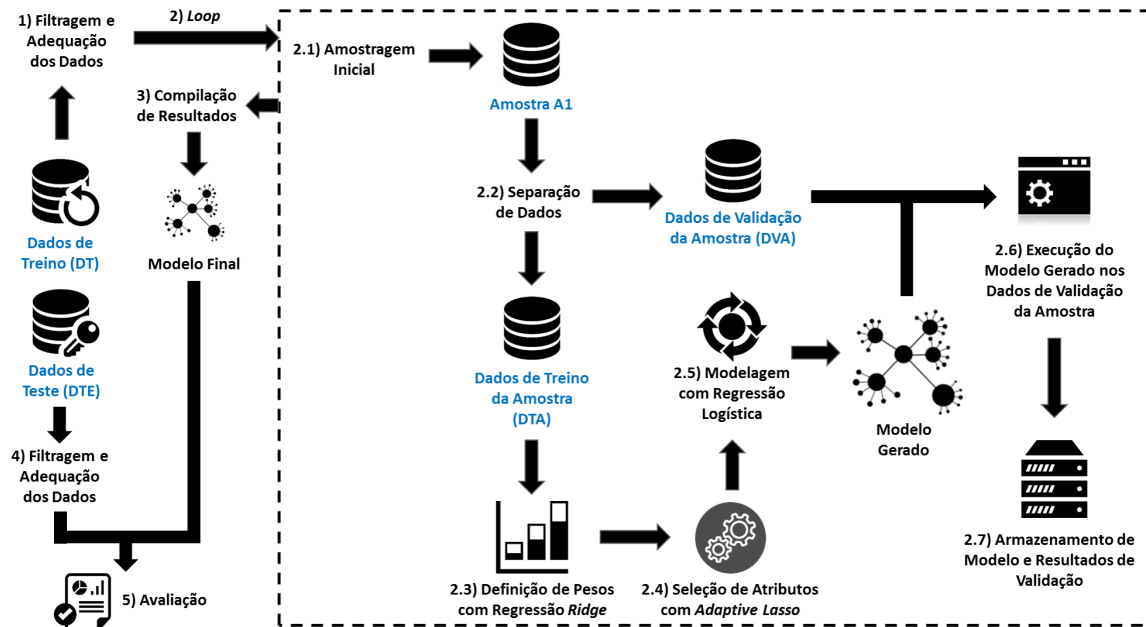 1) Filtragem e
Adequação
dos Dados
2) Loop
3) Compilação
de Resultados
Dados de
Treino (DT)
Modelo Final
Dados de
Teste (DTE)
4) Filtragem e
Adequação
dos Dados
5) Avaliação
2.1) Amostragem
Inicial
Amostra A1
2.2) Separação
de Dados
Dados de Validação
da Amostra (DVA)
Dados de Treino
da Amostra
(DTA)
2.3) Definição de Pesos
com Regressão Ridge
2.4) Seleção de Atributos
com Adaptive Lasso
2.5) Modelagem
com Regressão
Logística
Modelo
Gerado
2.6) Execução do
Modelo Gerado nos
Dados de Validação
da Amostra
2.7) Armazenamento de
Modelo e Resultados de
Validação